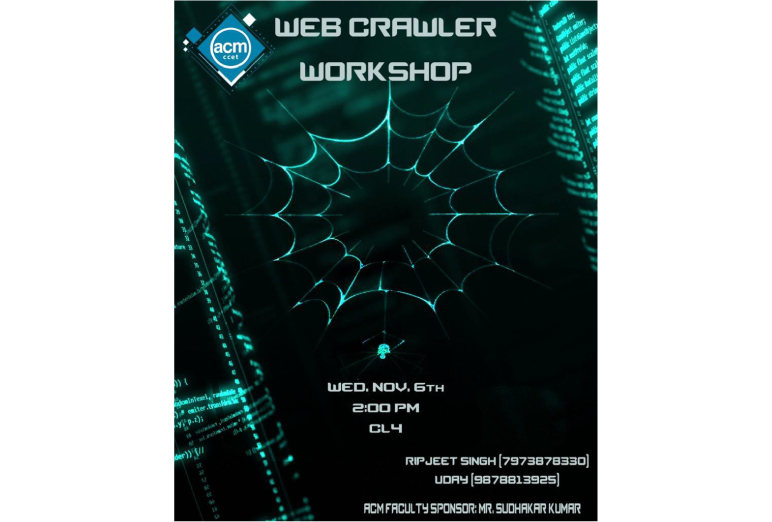 acm
ccet
WEB CRAWLER
WORKSHOP
WED. NOV. 6TH
2:00 PM
CL4
RIPJEET SINGH (7973878330)
UDAY (9878813925)
ACM FACULTY SPONSOR: MR. SUDHAKAR KUMAR